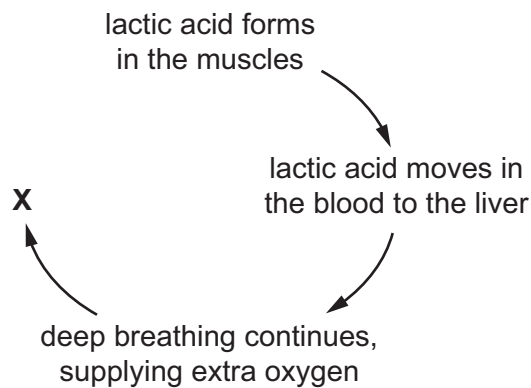 lactic acid forms
in the muscles
lactic acid moves in
the blood to the liver
X
deep breathing continues,
supplying extra oxygen